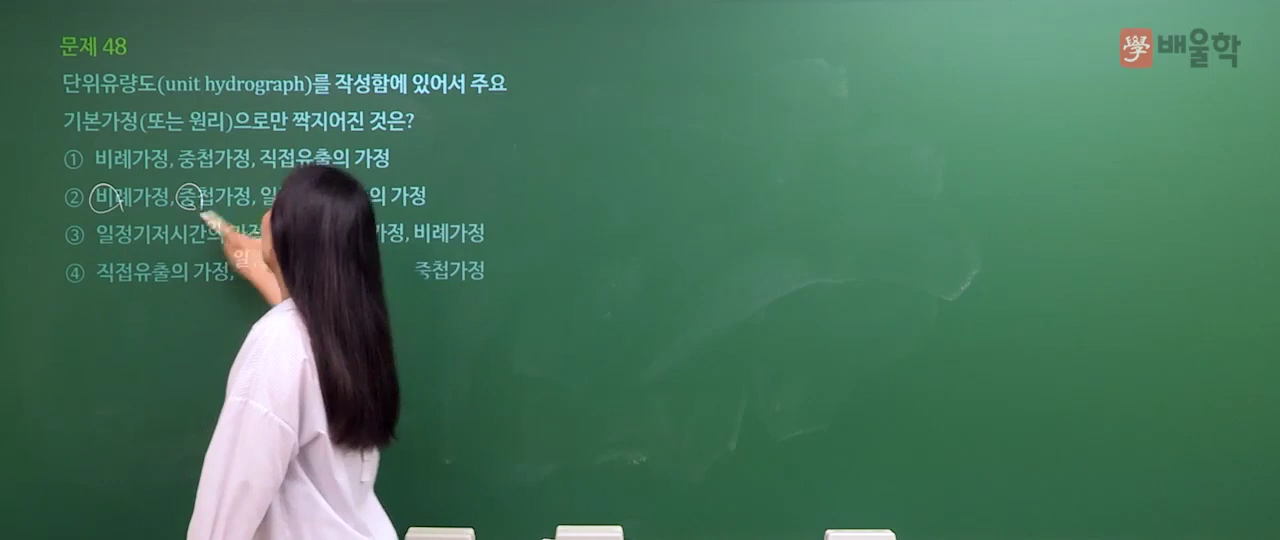 문제 48
學 배울학
단위유량도(unit hydrograph)를 작성함에 있어서 주요
기본가정(또는 원리)으로만 짝지어진 것은?
① 비례가정, 중첩가정, 직접유출의 가정
② 비례가정, 중첩가정, 일 의 가정
③ 일정기저시간의 가정, 비례가정
④ 직접유출의 가정, 중첩가정